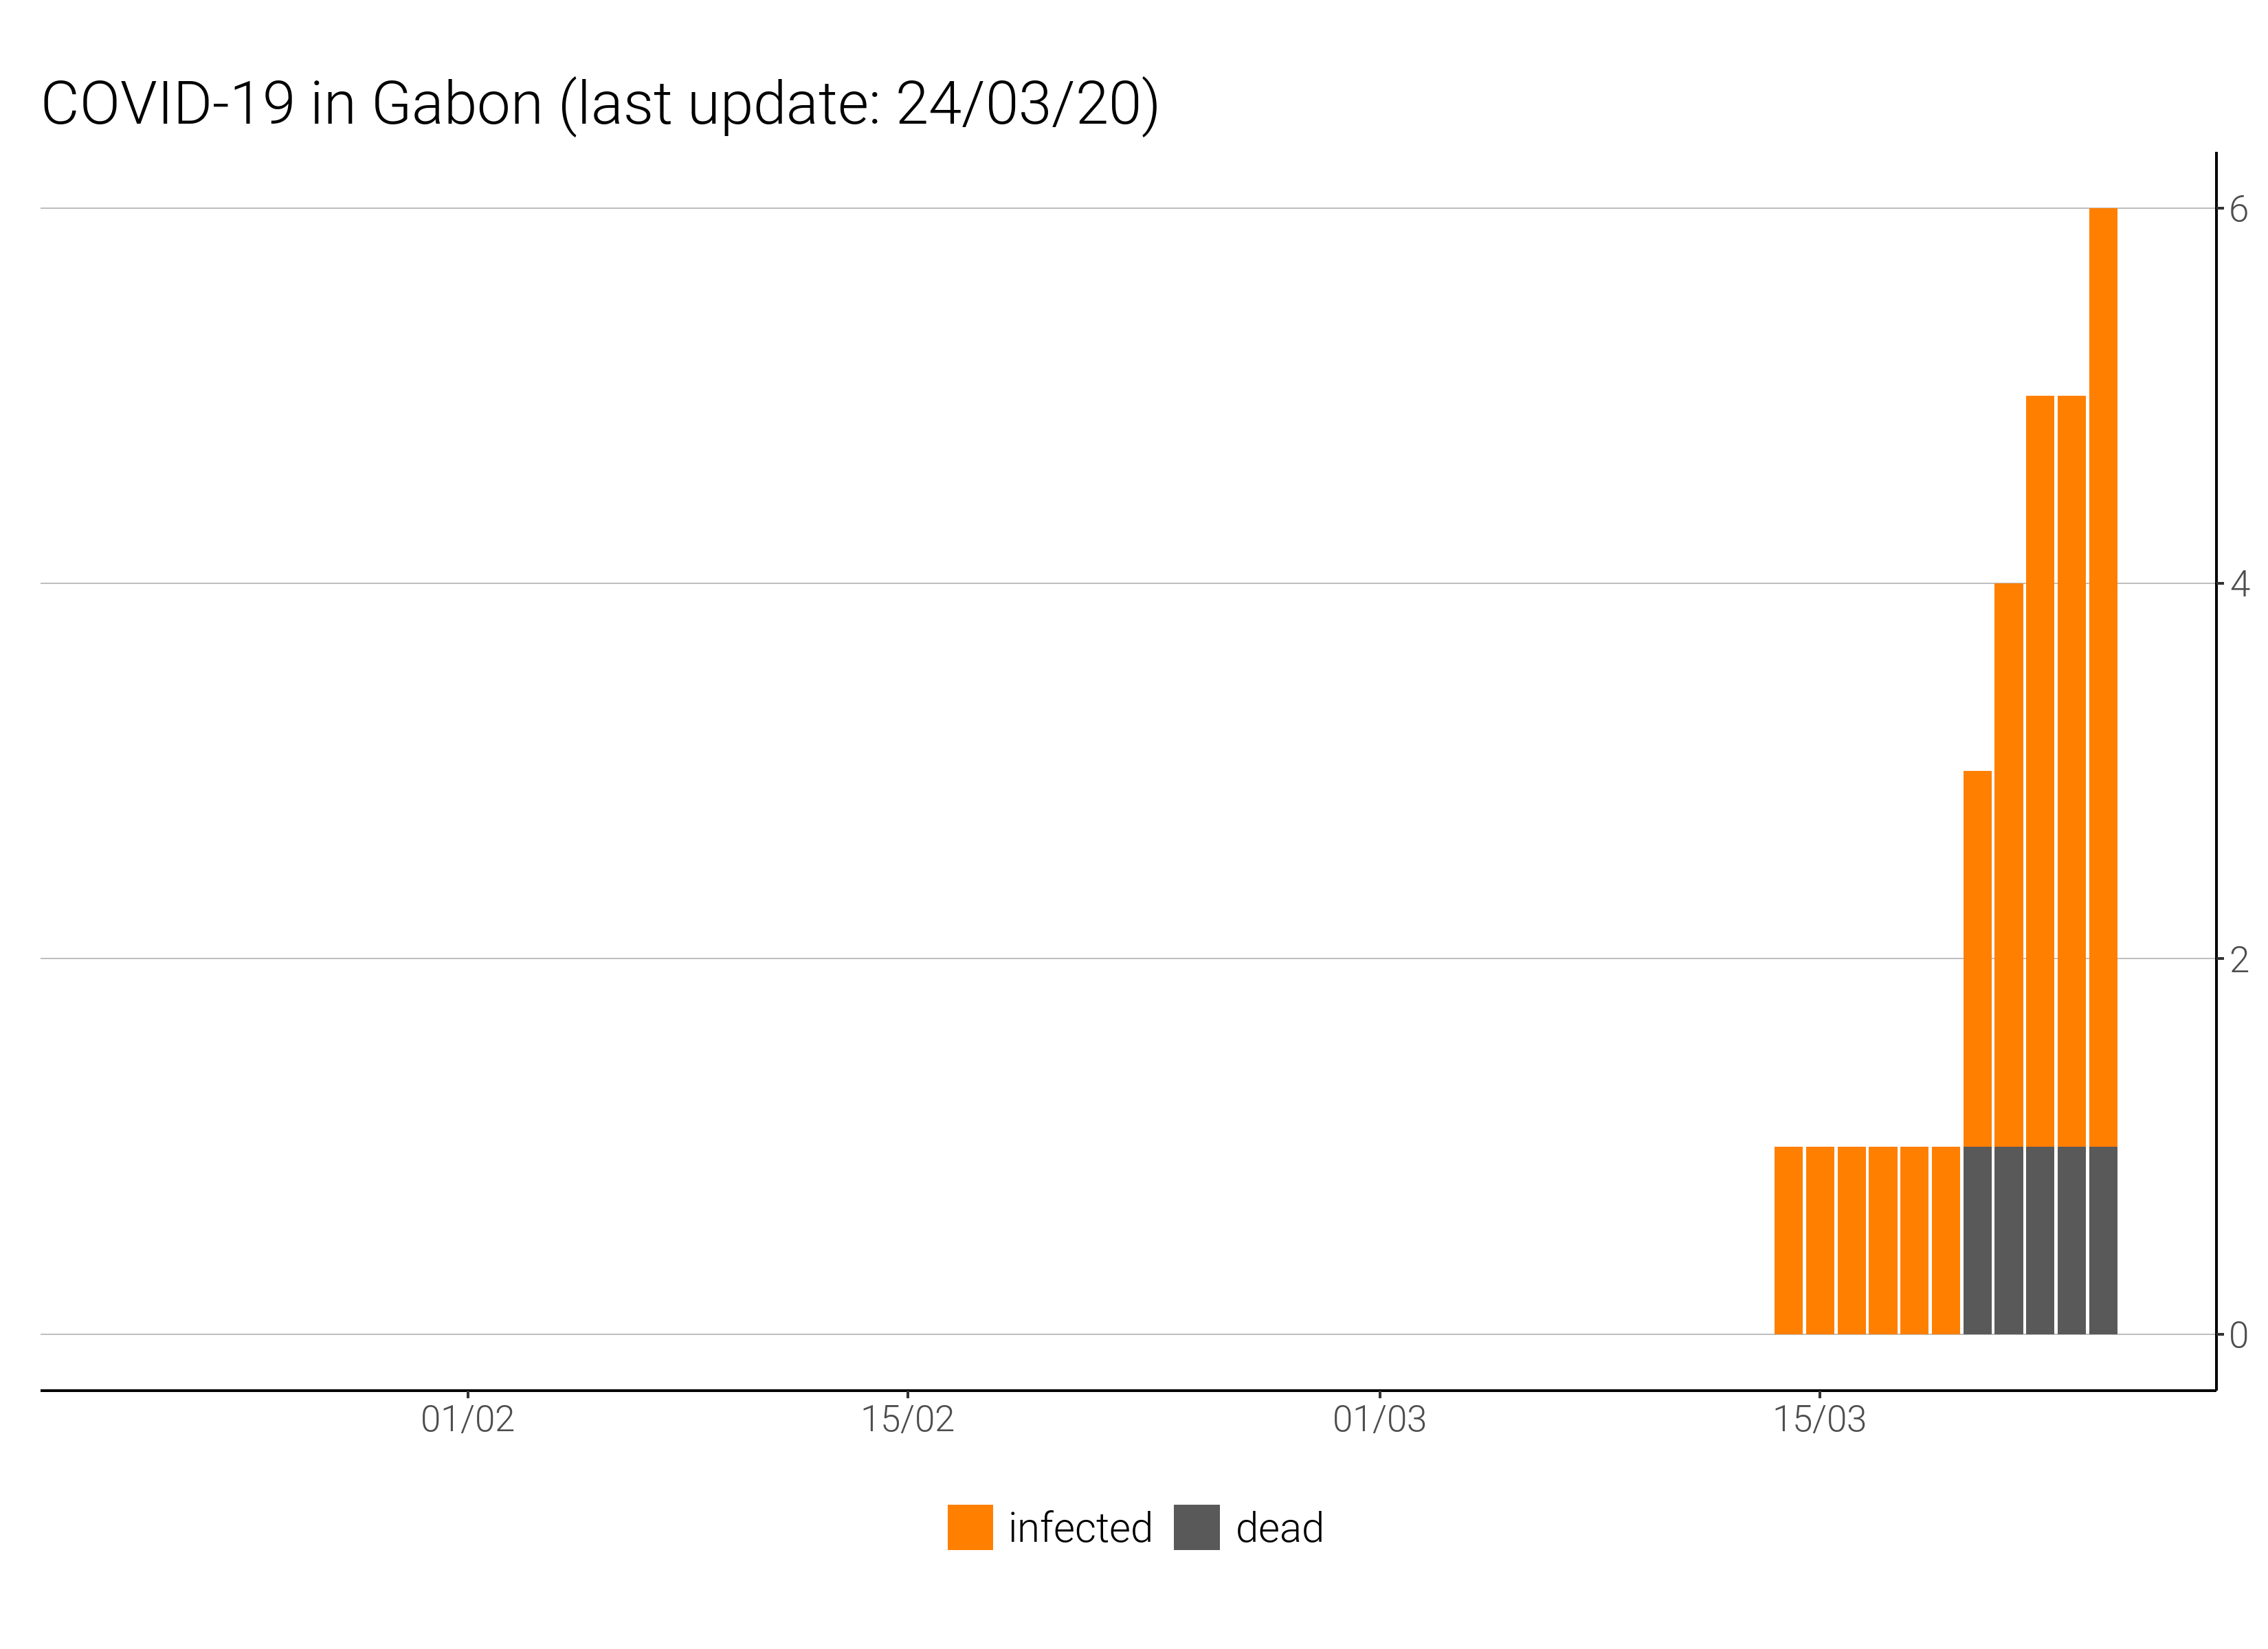 COVID-19 in Gabon (last update: 24/03/20)
6
4
2
0
01/02 15/02 01/03 15/03
infected dead